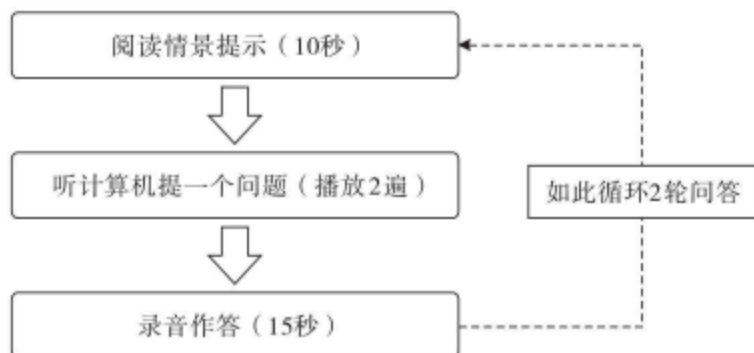 阅读情景提示（10秒）
听计算机提一个问题（播放2遍）
如此循环2轮问答
录音作答（15秒）